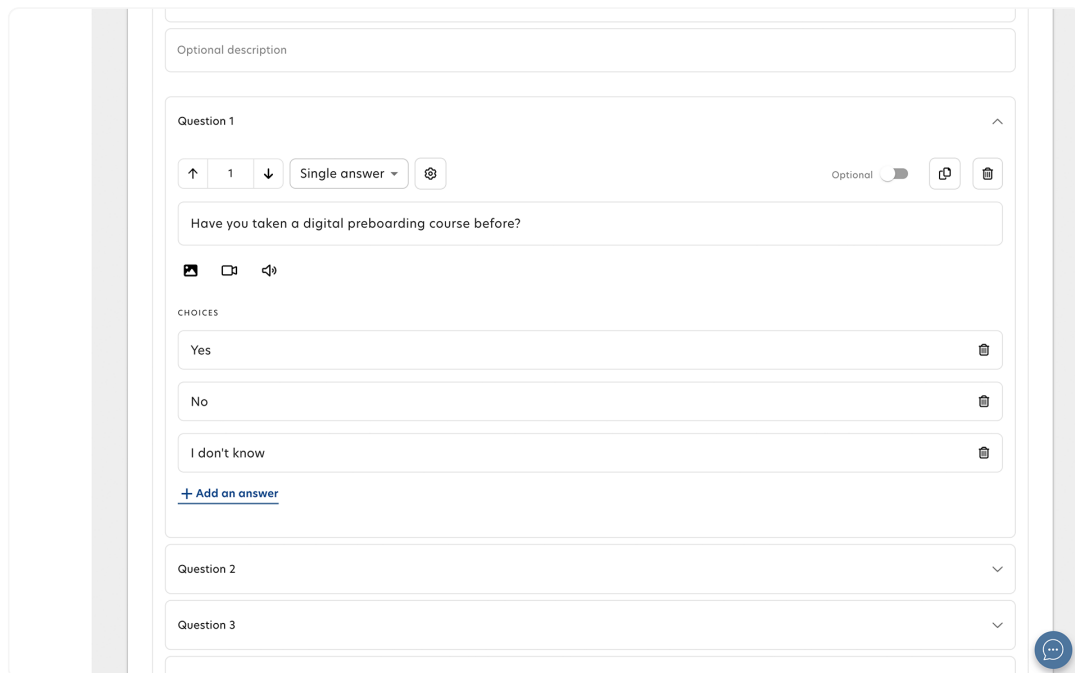 Optional description
Question 1
1
Single answer
Optional
Have you taken a digital preboarding course before?
CHOICES
Yes
No
I don't know
Add an answer
Question 2
Question 3